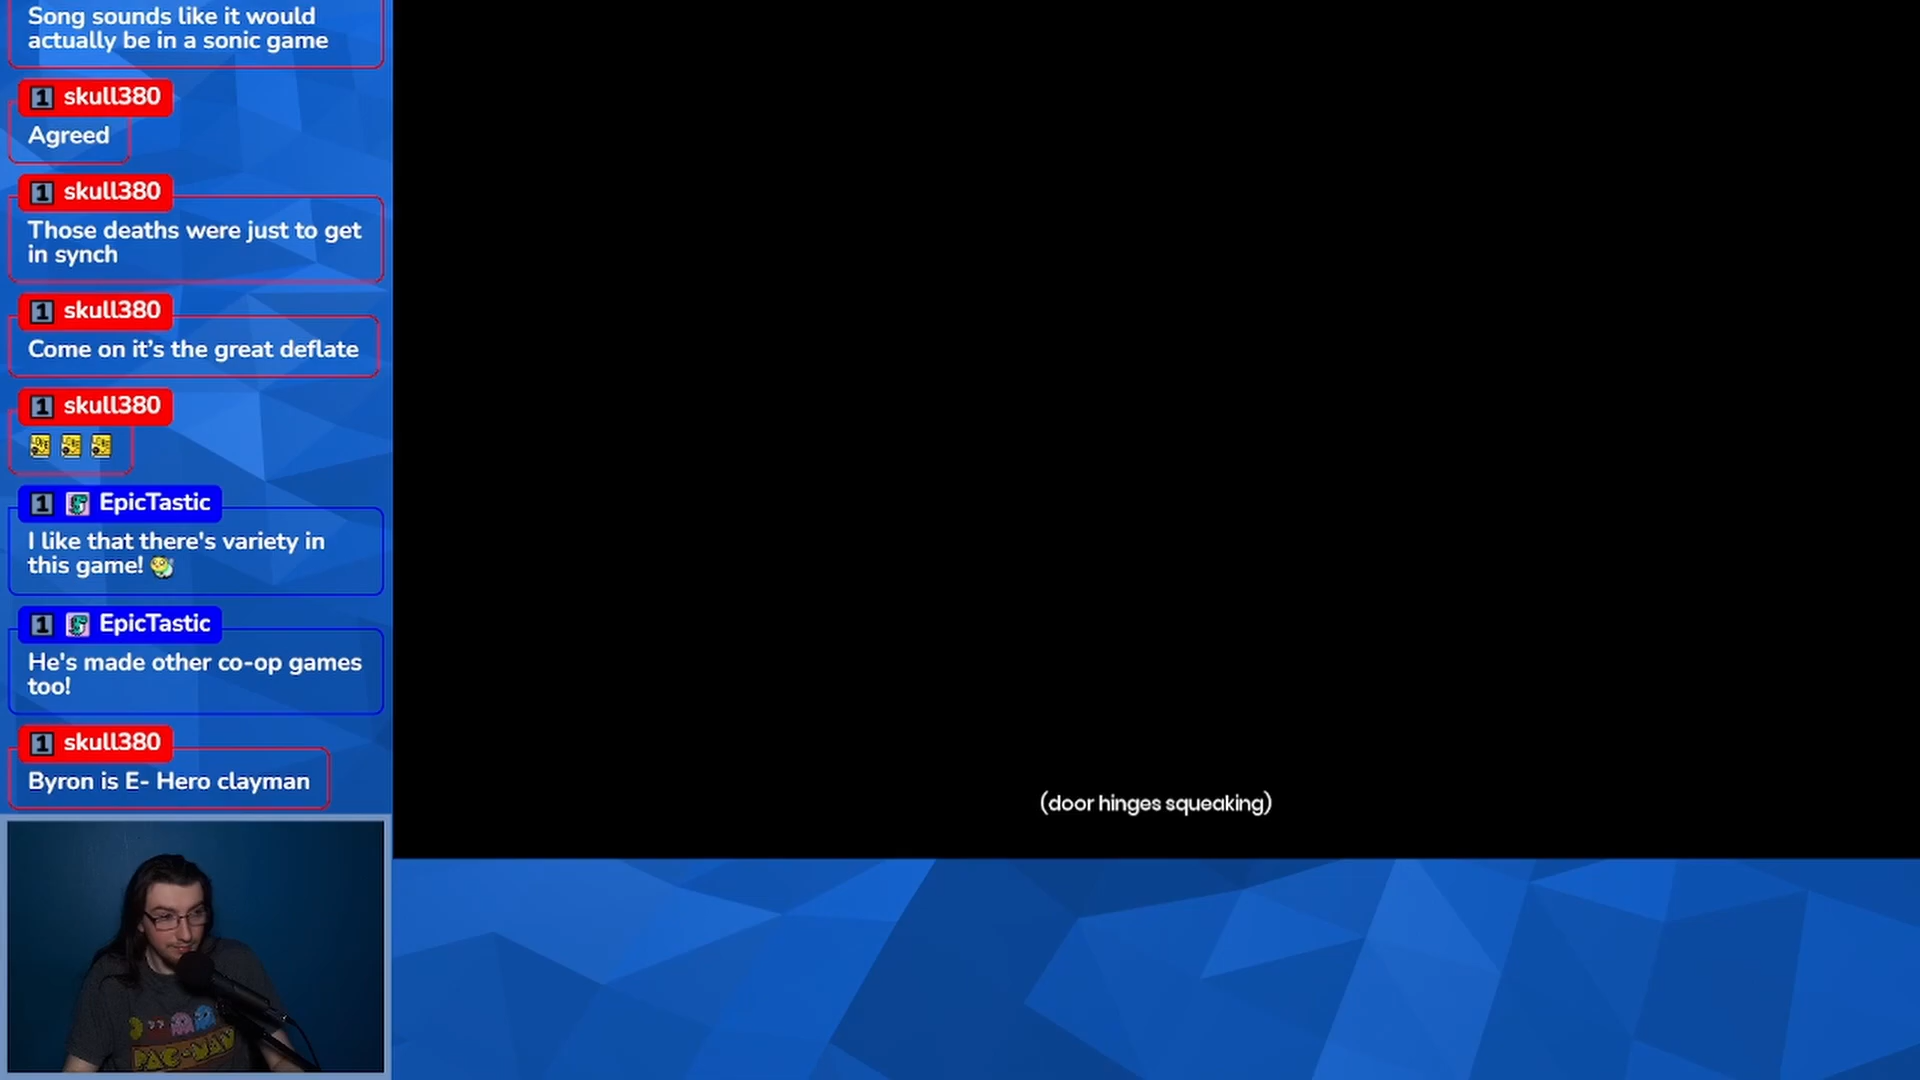 Song sounds like it would
actually be in a sonic game
1 skull380
Agreed
1 skull380
Those deaths were just to get
in synch
1 skull380
Come on it’s the great deflate
1 skull380
1 EpicTastic
I like that there's variety in
this game!
1 EpicTastic
He's made other co-op games
too!
1 skull380
Byron is E- Hero clayman
(door hinges squeaking)
PAC-MAN